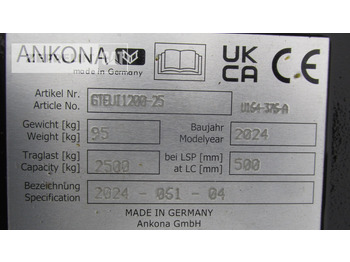 ANKONA
made in Germany
UK
CA
CE
Artikel Nr.
Article No.
Gewicht [kg]
Weight [kg]
95
Baujahr
Modelyear
2024
Traglast [kg]
Capacity [kg]
2500
bei LSP [mm]
at LC [mm]
500
Bezeichnung
Specification
2024 - 051 - 04
MADE IN GERMANY
Ankona GmbH